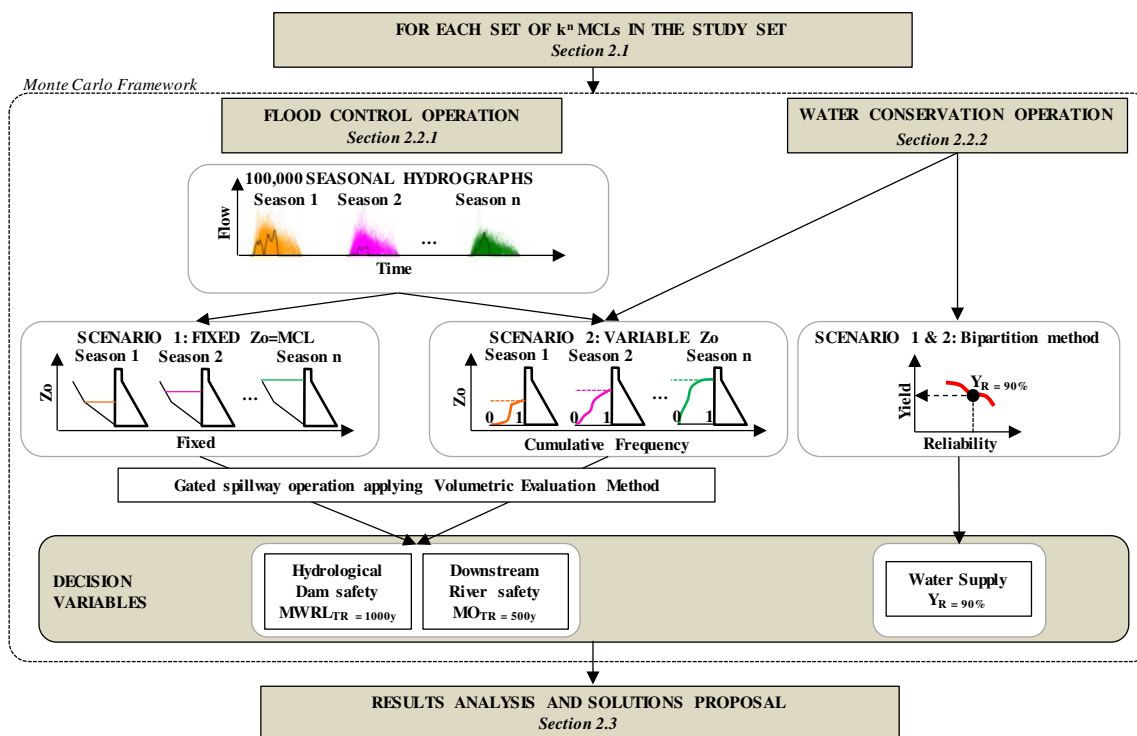 FOR EACH SET OF kⁿ MCLs IN THE STUDY SET
Section 2.1
Monte Carlo Framework
FLOOD CONTROL OPERATION
Section 2.2.1
WATER CONSERVATION OPERATION
Section 2.2.2
100,000 SEASONAL HYDROGRAPHS
Season 1 Season 2 Season n
Flow
...
Time
SCENARIO 1: FIXED Zo=MCL
Season 1 Season 2 Season n
Zo
...
Fixed
SCENARIO 2: VARIABLE Zo
Season 1 Season 2 Season n
Zo
...
0 1 0 1 0 1
Cumulative Frequency
SCENARIO 1 & 2: Bipartition method
Y R = 90%
Yield
Reliability
Gated spillway operation applying Volumetric Evaluation Method
DECISION
VARIABLES
Hydrological
Dam safety
MWRL TR = 1000y
Downstream
River safety
MO TR = 500y
Water Supply
Y R = 90%
RESULTS ANALYSIS AND SOLUTIONS PROPOSAL
Section 2.3